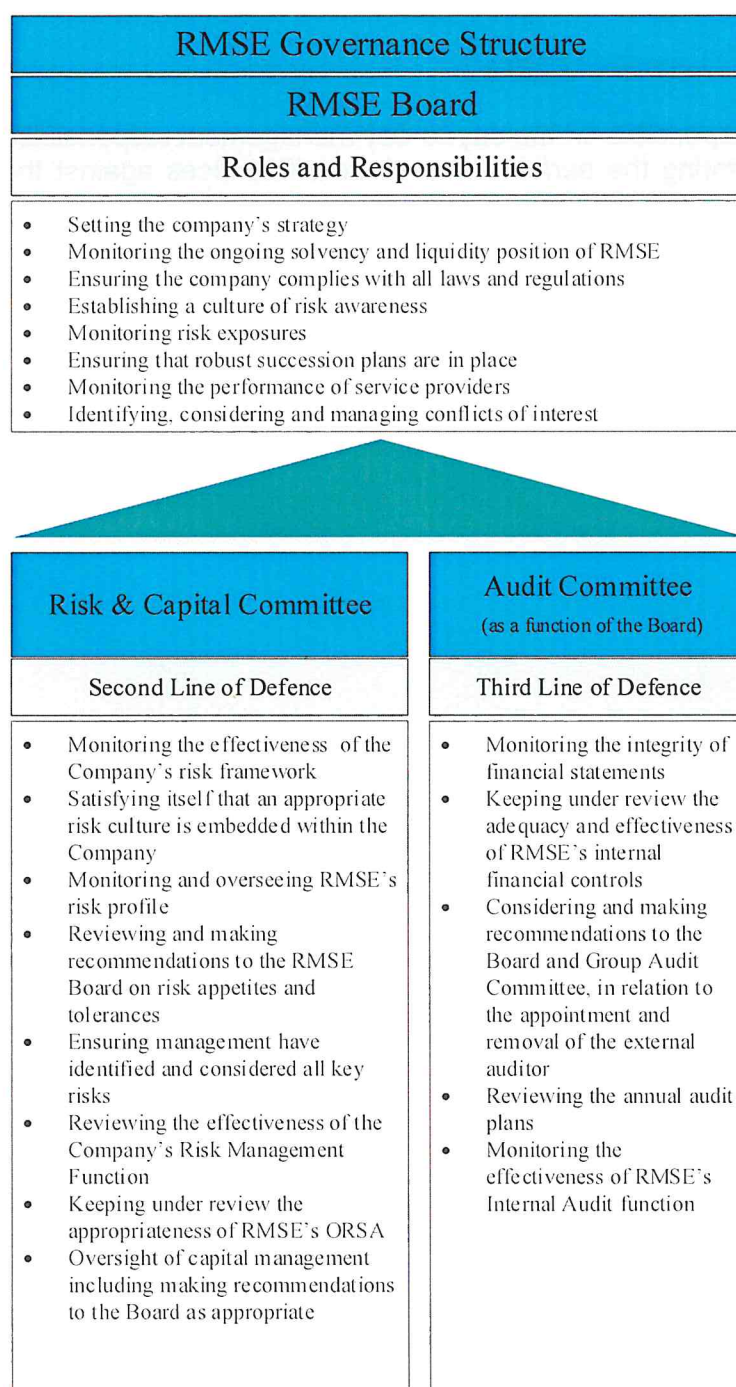 RMSE Governance Structure
RMSE Board
Roles and Responsibilities
• Setting the company's strategy
• Monitoring the ongoing solvency and liquidity position of RMSE
• Ensuring the company complies with all laws and regulations
• Establishing a culture of risk awareness
• Monitoring risk exposures
• Ensuring that robust succession plans are in place
• Monitoring the performance of service providers
• Identifying, considering and managing conflicts of interest
Risk & Capital Committee
Second Line of Defence
• Monitoring the effectiveness of the
Company's risk framework
• Satisfying itself that an appropriate
risk culture is embedded within the
Company
• Monitoring and overseeing RMSE's
risk profile
• Reviewing and making
recommendations to the RMSE
Board on risk appetites and
tolerances
• Ensuring management have
identified and considered all key
risks
• Reviewing the effectiveness of the
Company's Risk Management
Function
• Keeping under review the
appropriateness of RMSE's ORSA
• Oversight of capital management
including making recommendations
to the Board as appropriate
Audit Committee
(as a function of the Board)
Third Line of Defence
• Monitoring the integrity of
financial statements
• Keeping under review the
adequacy and effectiveness
of RMSE's internal
financial controls
• Considering and making
recommendations to the
Board and Group Audit
Committee, in relation to
the appointment and
removal of the external
auditor
• Reviewing the annual audit
plans
• Monitoring the
effectiveness of RMSE's
Internal Audit function